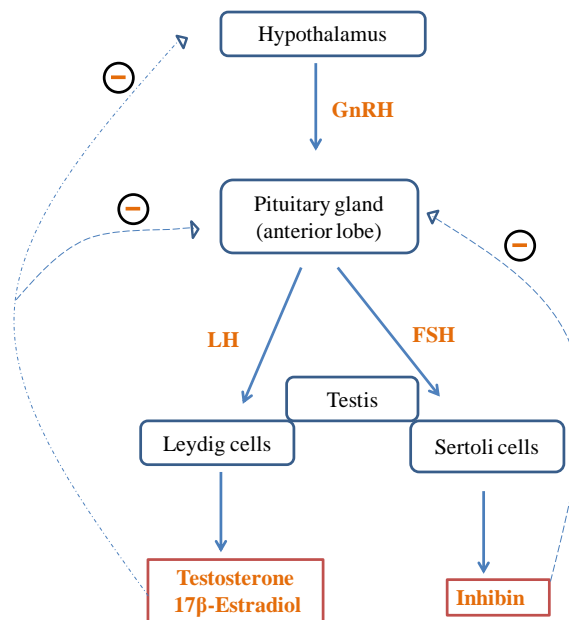 Hypothalamus
−
GnRH
−
Pituitary gland
(anterior lobe)
−
LH
FSH
Testis
Leydig cells
Sertoli cells
Testosterone
17β-Estradiol
Inhibin